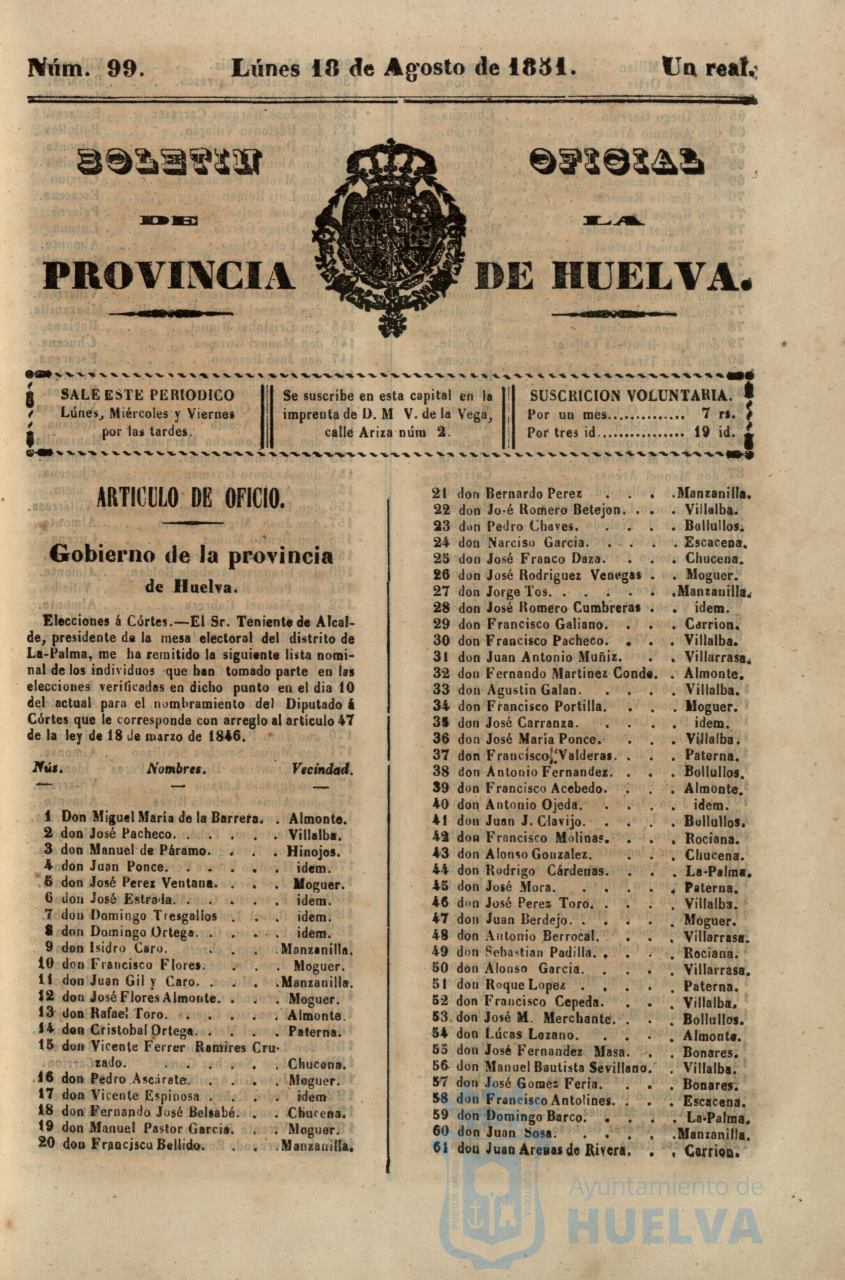 Núm. 99. Lúnes 18 de Agosto de 1851. Un real.
BOLETIN OFICIAL
DE LA
PROVINCIA DE HUELVA.
SALE ESTE PERIODICO
Lúnes, Miércoles y Viernes
por las tardes.
Se suscribe en esta capital en la
imprenta de D. M V. de la Vega,
calle Ariza núm 2.
SUSCRICION VOLUNTARIA.
Por un mes............. 7 rs.
Por tres id................ 19 id.
ARTICULO DE OFICIO.
Gobierno de la provincia
de Huelva.
Elecciones á Córtes.—El Sr. Teniente de Alcal-
de, presidente de la mesa electoral del distrito de
La-Palma, me ha remitido la siguiente lista nomi-
nal de los individuos que han tomado parte en las
elecciones verificadas en dicho punto en el dia 10
del actual para el nombramiento del Diputado á
Córtes que le corresponde con arreglo al artículo 47
de la ley de 18 de marzo de 1846.
Nús. Nombres. Vecindad.
1 Don Miguel María de la Barrera. . Almonte.
2 don José Pacheco. . . . . . Villalba.
3 don Manuel de Páramo. . . . Hinojos.
4 don Juan Ponce. . . . . . idem.
5 don José Perez Ventana. . . . Moguer.
6 don José Estrada. . . . . . idem.
7 don Domingo Tresgallos . . . idem.
8 don Domingo Ortega. . . . . idem.
9 don Isidro Caro. . . . .Manzanilla.
10 don Francisco Flores. . . . Moguer.
11 don Juan Gil y Caro. . . . .Manzanilla.
12 don José Flores Almonte. . . . Moguer.
13 don Rafael Toro. . . . . . Almonte.
14 don Cristobal Ortega. . . . . Paterna.
15 don Vicente Ferrer Ramires Cru-
zado. . . . . . . Chucena.
16 don Pedro Ascárate. . . . . Moguer.
17 don Vicente Espinosa . . . . idem
18 don Fernando José Belsabé. . . Chucena.
19 don Manuel Pastor Garcia. . . Moguer.
20 don Francisco Bellido. . . . .Manzanilla.
21 don Bernardo Perez . . . .Manzanilla.
22 don José Romero Betejon. . . . Villalba.
23 don Pedro Chaves. . . . . Bollullos.
24 don Narciso Garcia. . . . . Escacena.
25 don José Franco Daza. . . . Chucena.
26 don José Rodriguez Venegas . . Moguer.
27 don Jorge Tos. . . . . . .Manzanilla.
28 don José Romero Cumbreras . . idem.
29 don Francisco Galiano. . . . Carrion.
30 don Francisco Pacheco. . . . Villalba.
31 don Juan Antonio Muñiz. . . Villarrasa.
32 don Fernando Martinez Conde. . Almonte.
33 don Agustin Galan. . . . . Villalba.
34 don Francisco Portilla. . . . Moguer.
35 don José Carranza. . . . . idem.
36 don José María Ponce. . . . Villalba.
37 don Francisco Valderas. . . . Paterna.
38 don Antonio Fernandez. . . . Bollullos.
39 don Francisco Acebedo. . . . Almonte.
40 don Antonio Ojeda. . . . . idem.
41 don Juan J. Clavijo. . . . . Bollullos.
42 don Francisco Molinas. . . . Rociana.
43 don Alonso Gonzalez. . . . Chucena.
44 don Rodrigo Cárdenas. . . . La-Palma.
45 don José Mora. . . . . . Paterna.
46 don José Perez Toro. . . . . Villalba.
47 don Juan Berdejo. . . . . . Moguer.
48 don Antonio Berrocal. . . . Villarrasa.
49 don Sebastian Padilla. . . . Rociana.
50 don Alonso Garcia. . . . . Villarrasa.
51 don Roque Lopez . . . . . Paterna.
52 don Francisco Cepeda. . . . Villalba.
53 don José M. Merchante. . . . Bollullos.
54 don Lúcas Lozano. . . . . Almonte.
55 don José Fernandez Masa. . . Bonares.
56 don Manuel Bautista Sevillano. . Villalba.
57 don José Gomez Feria. . . . Bonares.
58 don Francisco Antolines. . . . Escacena.
59 don Domingo Barco. . . . . La-Palma.
60 don Juan Sosa. . . . . .Manzanilla.
61 don Juan Arenas de Rivera. . . Carrion.
PORTUS MARIS
CUSTODIA
Ayuntamiento de
HUELVA